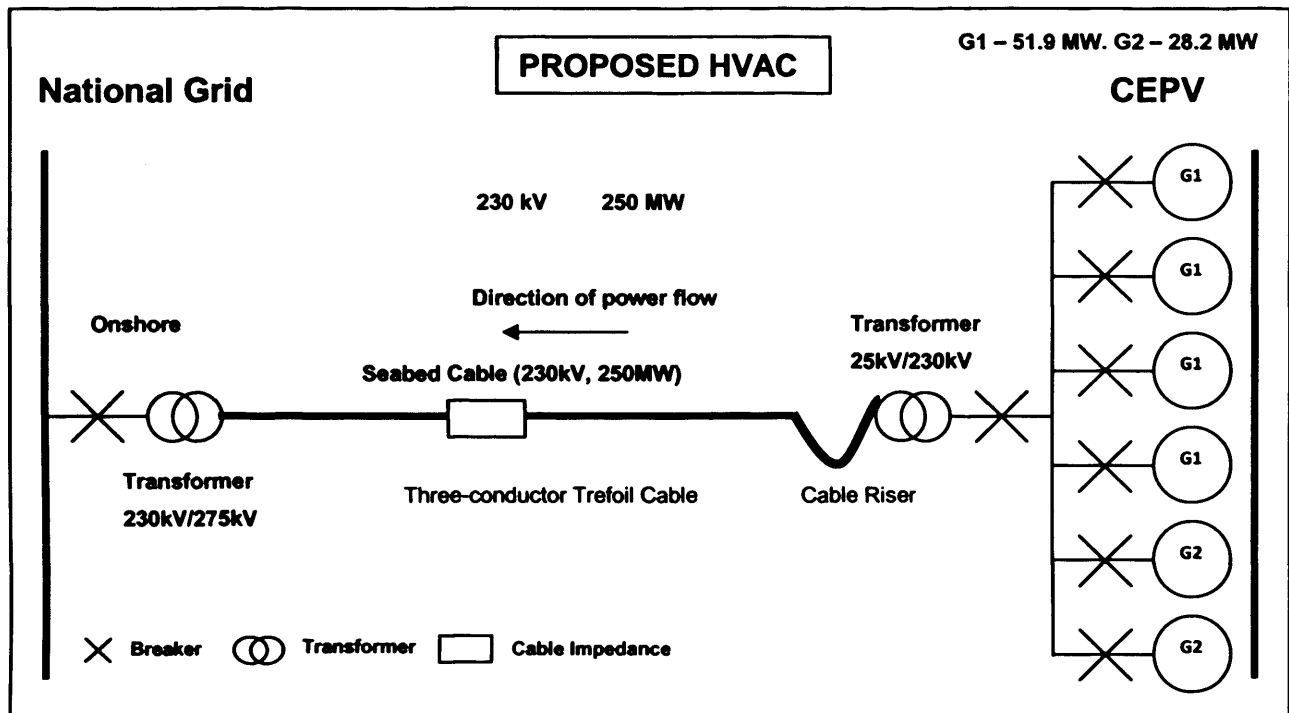 G1 – 51.9 MW. G2 – 28.2 MW
PROPOSED HVAC
National Grid
CEPV
G1
230 kV 250 MW
G1
Direction of power flow
Onshore
Transformer
25kV/230kV
G1
Seabed Cable (230kV, 250MW)
Transformer
230kV/275kV
Three-conductor Trefoil Cable
Cable Riser
G1
G2
Breaker
Transformer
Cable Impedance
G2